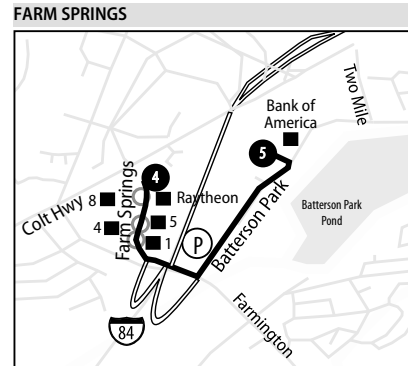 FARM SPRINGS
Two Mile
Bank of
America
5
4
Raytheon
8
Colt Hwy
Farm Springs
5
4
1
P
Batterson Park
Batterson Park
Pond
Farmington
84